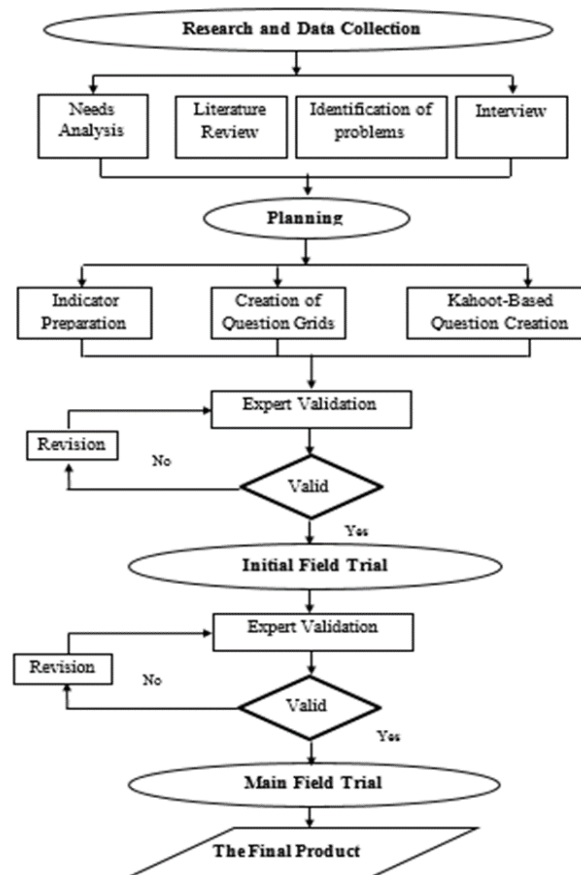 Research and Data Collection
Needs
Analysis
Literature
Review
Identification of
problems
Interview
Planning
Indicator
Preparation
Creation of
Question Grids
Kahoot-Based
Question Creation
Expert Validation
Revision
No
Valid
Yes
Initial Field Trial
Expert Validation
Revision
No
Valid
Yes
Main Field Trial
The Final Product